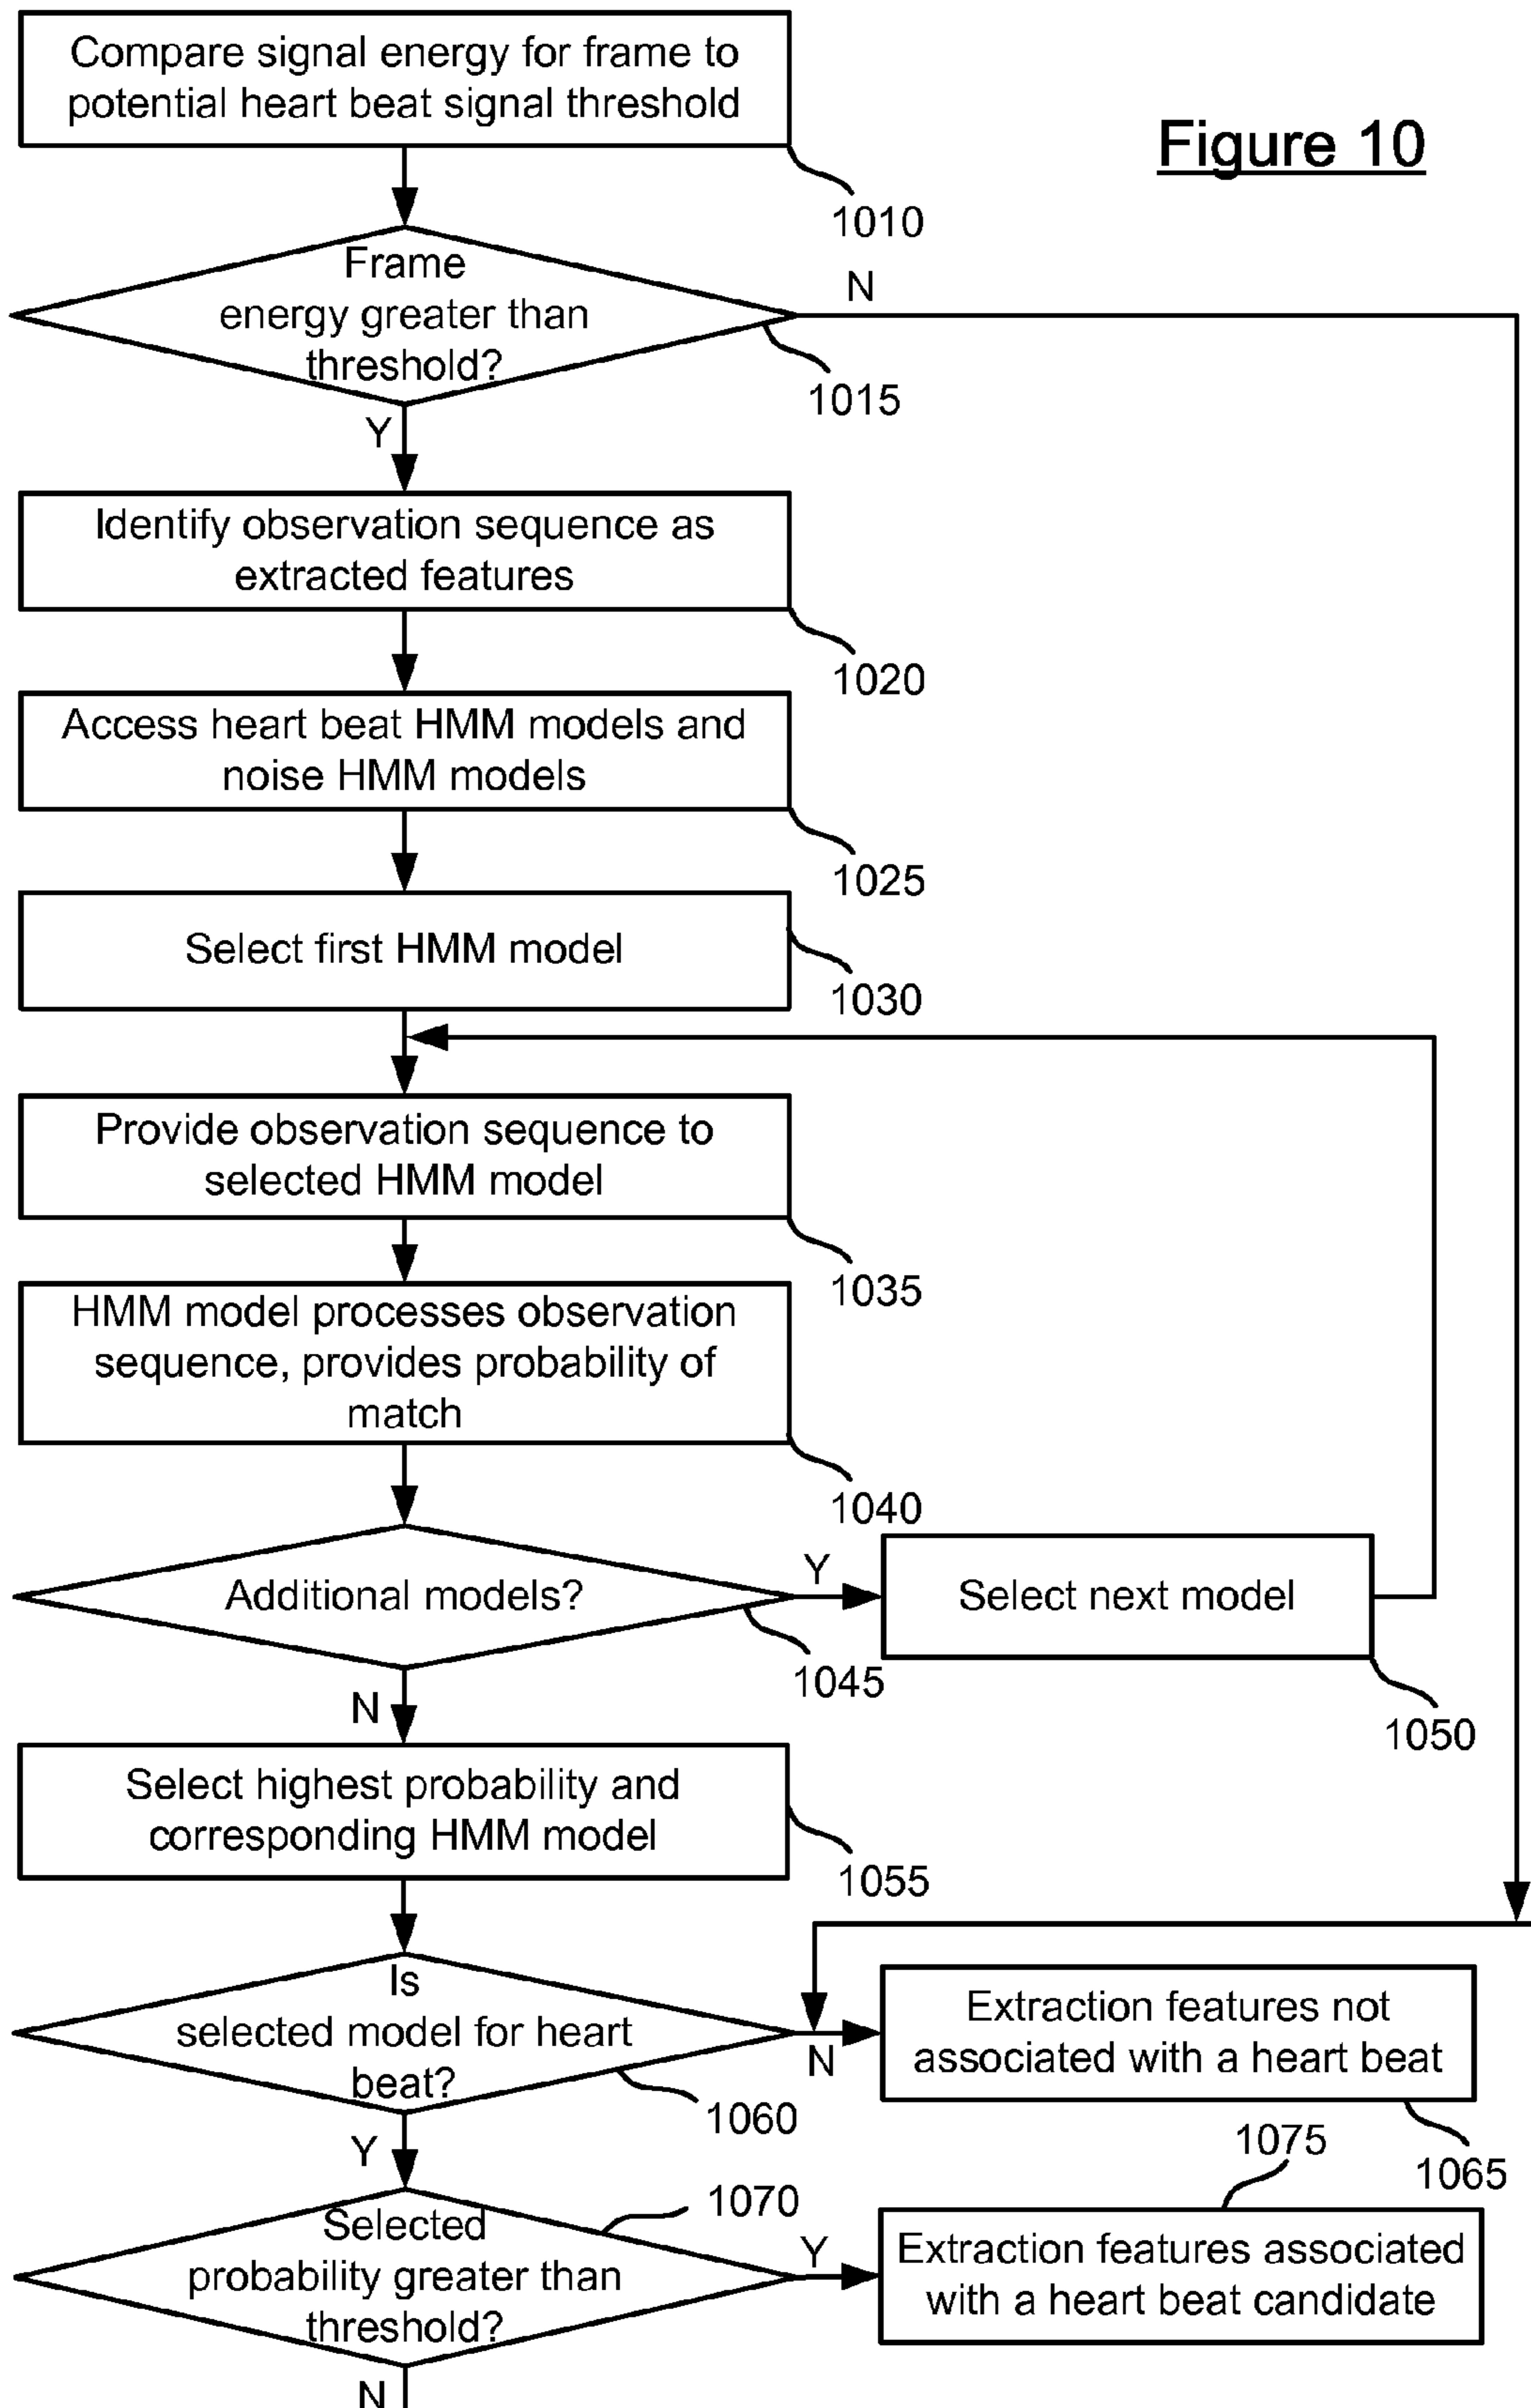 Compare signal energy for frame to
potential heart beat signal threshold
Figure 10
1010
Frame
energy greater than
threshold?
N
1015
Y
Identify observation sequence as
extracted features
1020
Access heart beat HMM models and
noise HMM models
1025
Select first HMM model
1030
Provide observation sequence to
selected HMM model
1035
HMM model processes observation
sequence, provides probability of
match
1040
Additional models?
Y
Select next model
1045
1050
N
Select highest probability and
corresponding HMM model
1055
Is
selected model for heart
beat?
N
Extraction features not
associated with a heart beat
1060
1065
Y
1075
1070
Selected
probability greater than
threshold?
Y
Extraction features associated
with a heart beat candidate
N